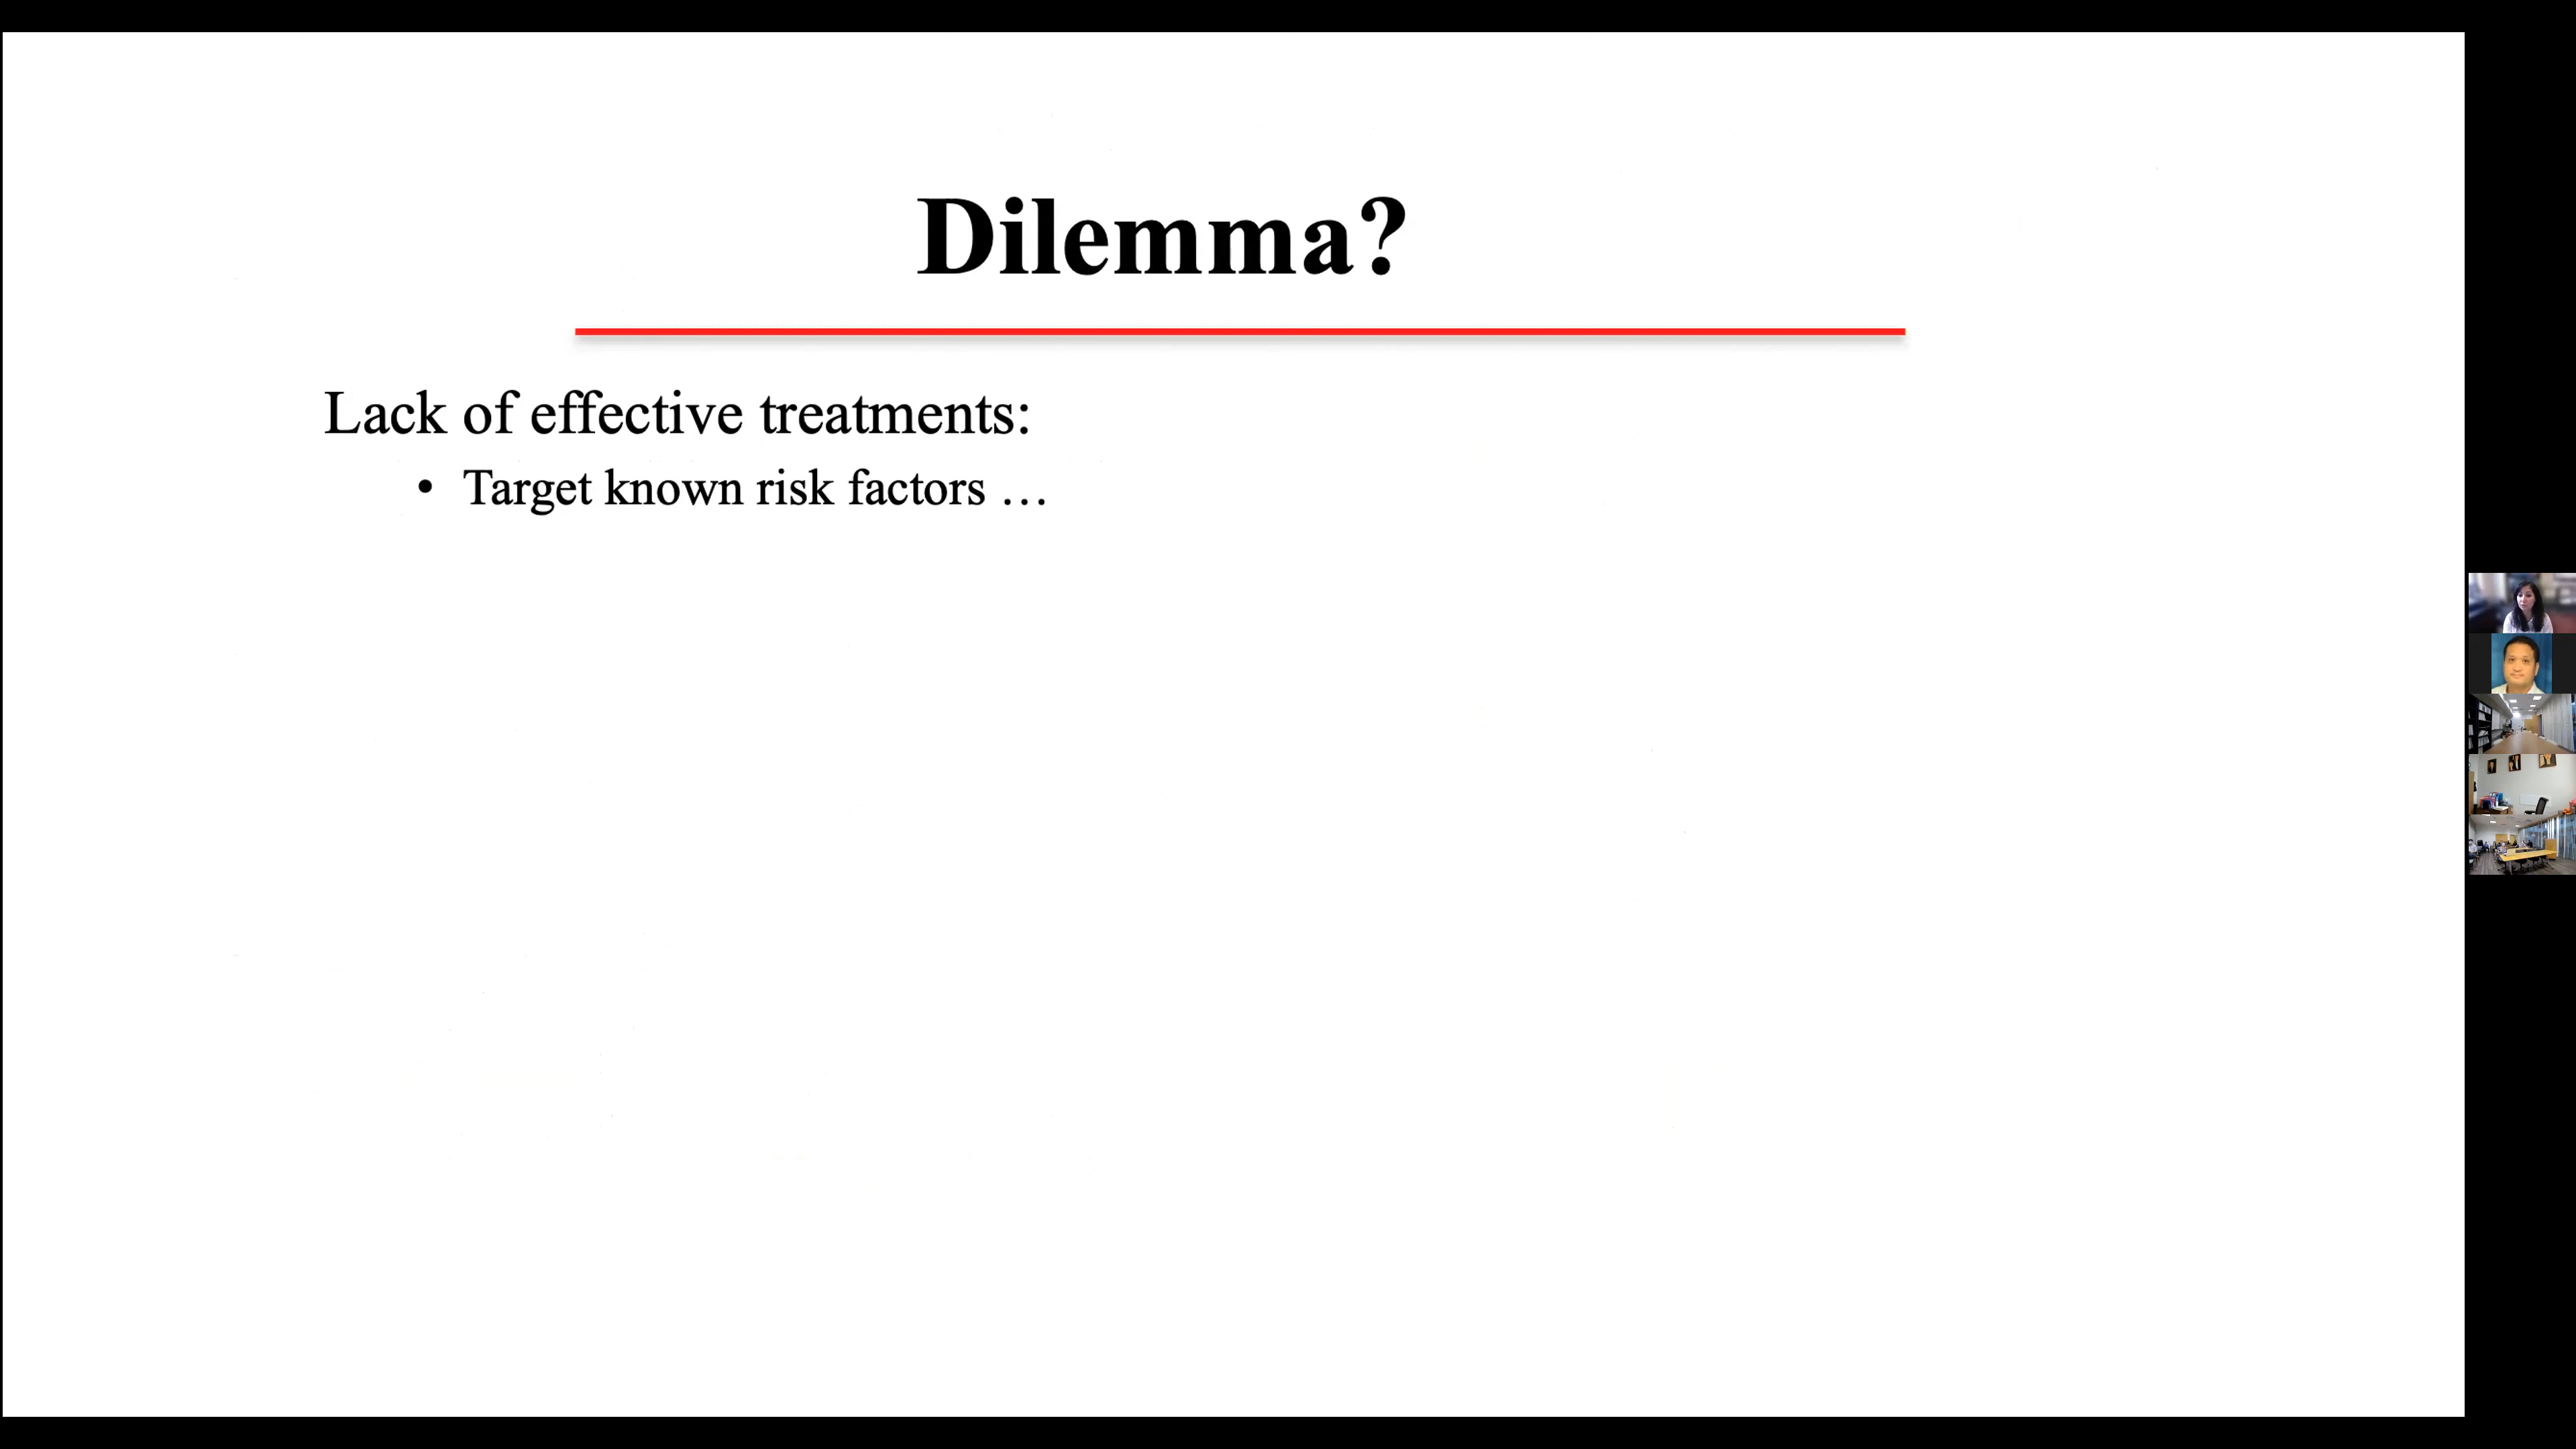 Dilemma?
Lack of effective treatments:
• Target known risk factors …